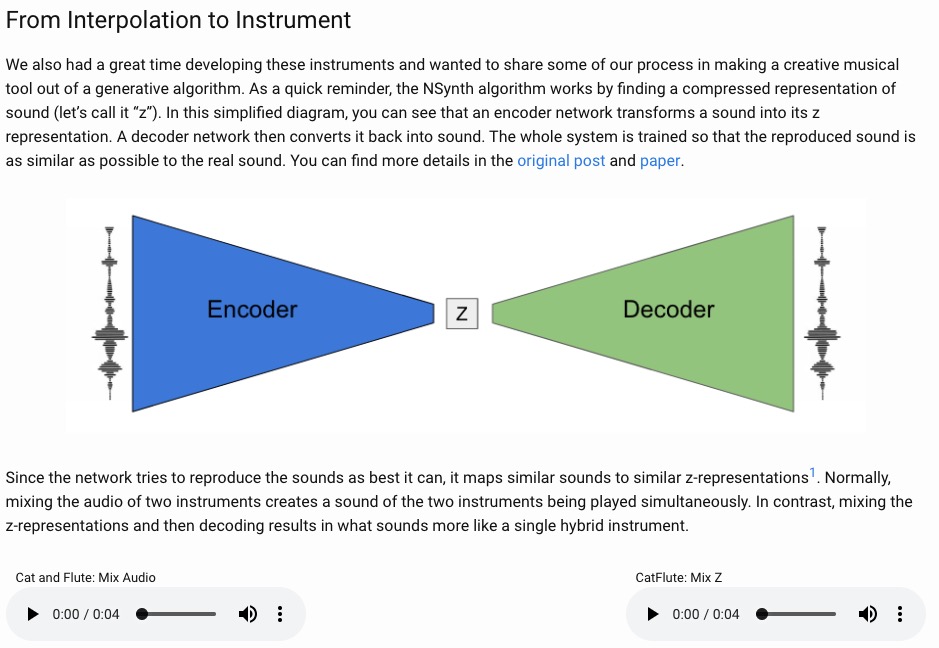 From Interpolation to Instrument
We also had a great time developing these instruments and wanted to share some of our process in making a creative musical
tool out of a generative algorithm. As a quick reminder, the NSynth algorithm works by finding a compressed representation of
sound (let's call it “z”). In this simplified diagram, you can see that an encoder network transforms a sound into its z
representation. A decoder network then converts it back into sound. The whole system is trained so that the reproduced sound is
as similar as possible to the real sound. You can find more details in the original post and paper.
Encoder
Z
Decoder
Since the network tries to reproduce the sounds as best it can, it maps similar sounds to similar z-representations1. Normally,
mixing the audio of two instruments creates a sound of the two instruments being played simultaneously. In contrast, mixing the
z-representations and then decoding results in what sounds more like a single hybrid instrument.
Cat and Flute: Mix Audio
0:00 / 0:04
CatFlute: Mix Z
0:00 / 0:04